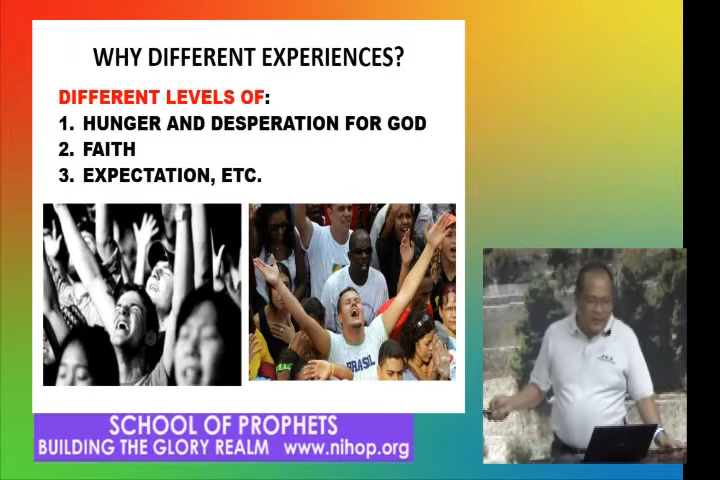 WHY DIFFERENT EXPERIENCES?
DIFFERENT LEVELS OF:
1. HUNGER AND DESPERATION FOR GOD
2. FAITH
3. EXPECTATION, ETC.
BRASIL
SCHOOL OF PROPHETS
BUILDING THE GLORY REALM www.nihop.org